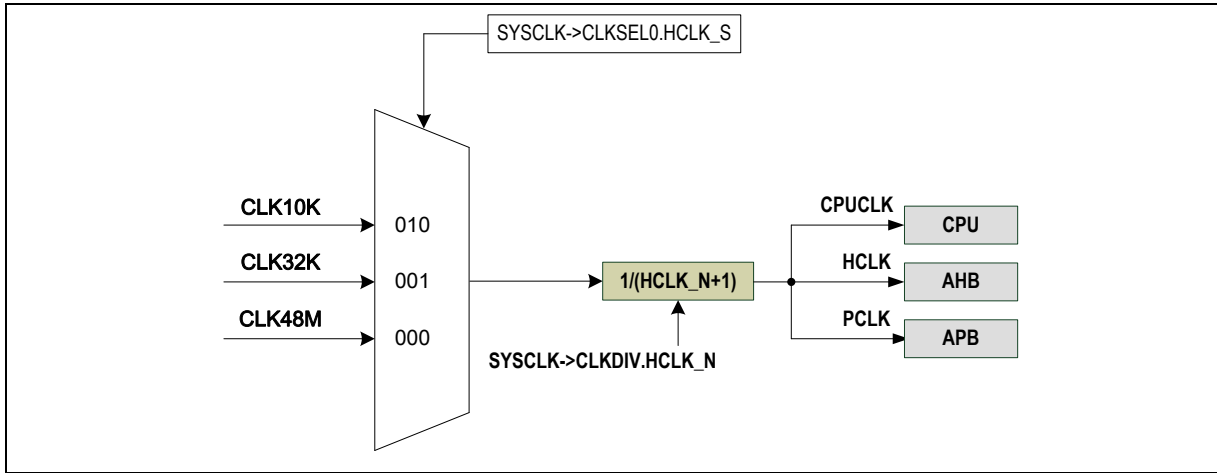 SYSCLK->CLKSEL0.HCLK_S
CLK10K
010
CLK32K
001
CLK48M
000
1/(HCLK_N+1)
SYSCLK->CLKDIV.HCLK_N
CPUCLK
CPU
HCLK
AHB
PCLK
APB